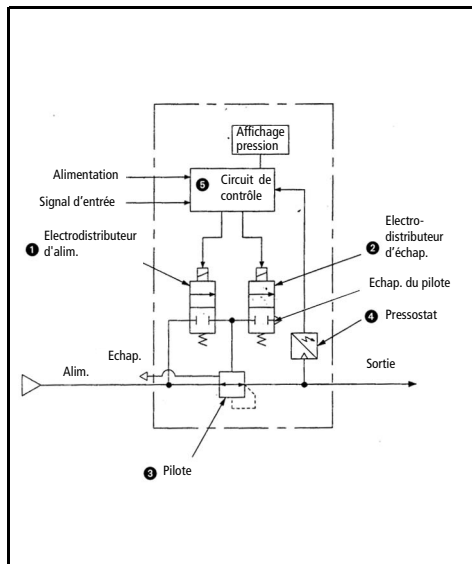 Affichage
pression
Alimentation
❺ Circuit de
contrôle
Signal d'entrée
❶ Electrodistributeur
d'alim.
Electro-
❷ distributeur
d'échap.
Echap. du pilote
❹ Pressostat
Echap.
Alim.
Sortie
❸ Pilote